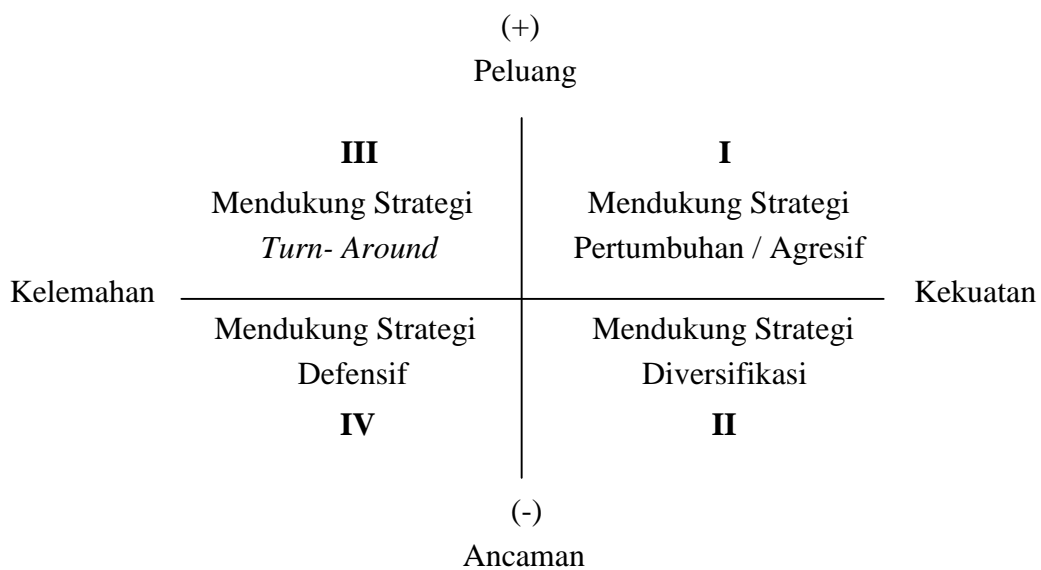 (+)
Peluang
III
Mendukung Strategi
Turn- Around
I
Mendukung Strategi
Pertumbuhan / Agresif
Kelemahan
Kekuatan
Mendukung Strategi
Defensif
IV
Mendukung Strategi
Diversifikasi
II
(-)
Ancaman